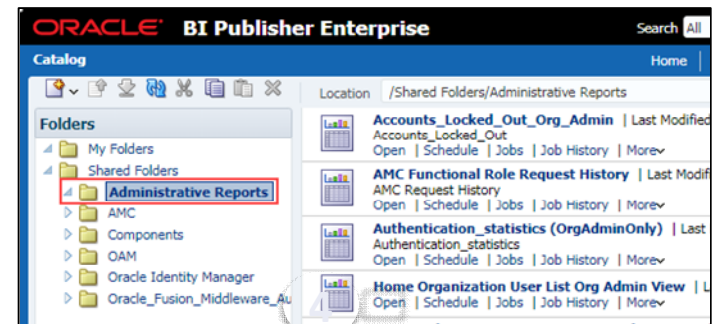 ORACLE BI Publisher Enterprise Search All
Catalog Home
Location /Shared Folders/Administrative Reports
Folders
My Folders
Shared Folders
Administrative Reports
AMC
Components
OAM
Oracle Identity Manager
Oracle_Fusion_Middleware_Au
Accounts_Locked_Out_Org_Admin | Last Modified
Accounts_Locked_Out
Open | Schedule | Jobs | Job History | More
AMC Functional Role Request History | Last Modif
AMC Request History
Open | Schedule | Jobs | Job History | More
Authentication_statistics (OrgAdminOnly) | Last
Authentication_statistics
Open | Schedule | Jobs | Job History | More
Home Organization User List Org Admin View | L
Open | Schedule | Jobs | Job History | More